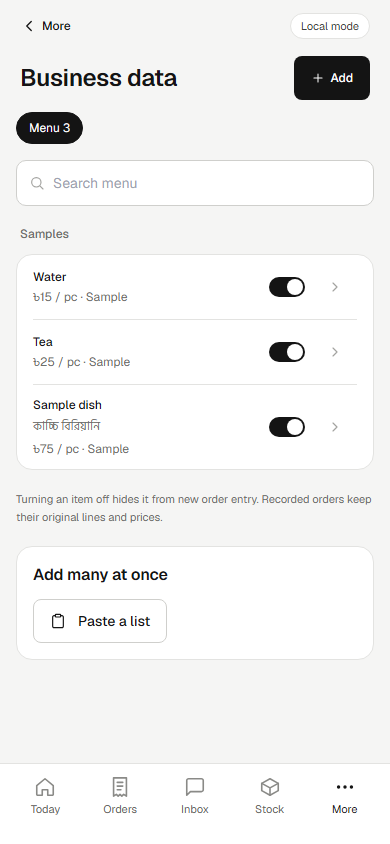 More
Local mode
Business data
Add
Menu 3
Search menu
Samples
Water
৳15 / pc · Sample
Tea
৳25 / pc · Sample
Sample dish
কাচ্চি বিরিয়ানি
৳75 / pc · Sample
Turning an item off hides it from new order entry. Recorded orders keep
their original lines and prices.
Add many at once
Paste a list
Today
Orders
Inbox
Stock
More